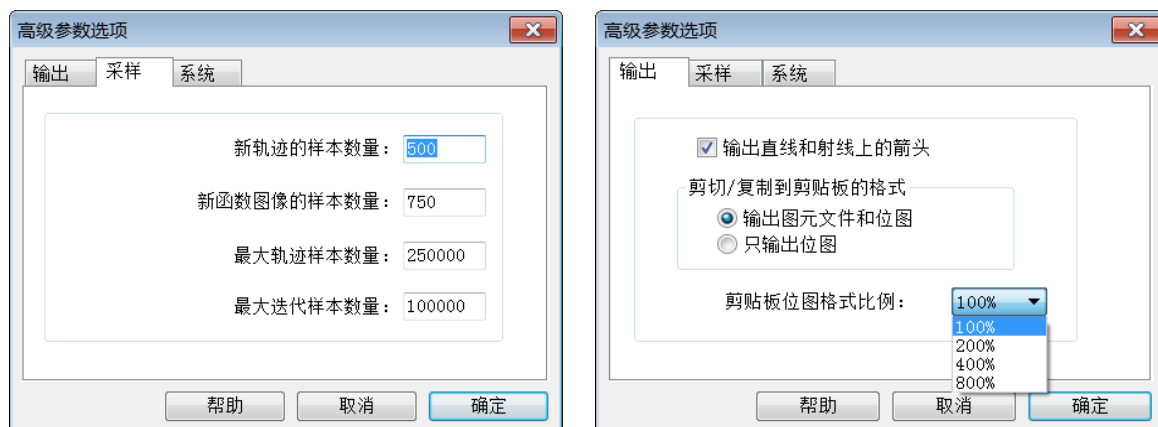 高级参数选项
输出 采样 系统
新轨迹的样本数量： 500
新函数图像的样本数量： 750
最大轨迹样本数量： 250000
最大迭代样本数量： 100000
帮助 取消 确定
高级参数选项
输出 采样 系统
输出直线和射线上的箭头
剪切/复制到剪贴板的格式
输出图元文件和位图
只输出位图
剪贴板位图格式比例： 100%
100%
200%
400%
800%
帮助 取消 确定